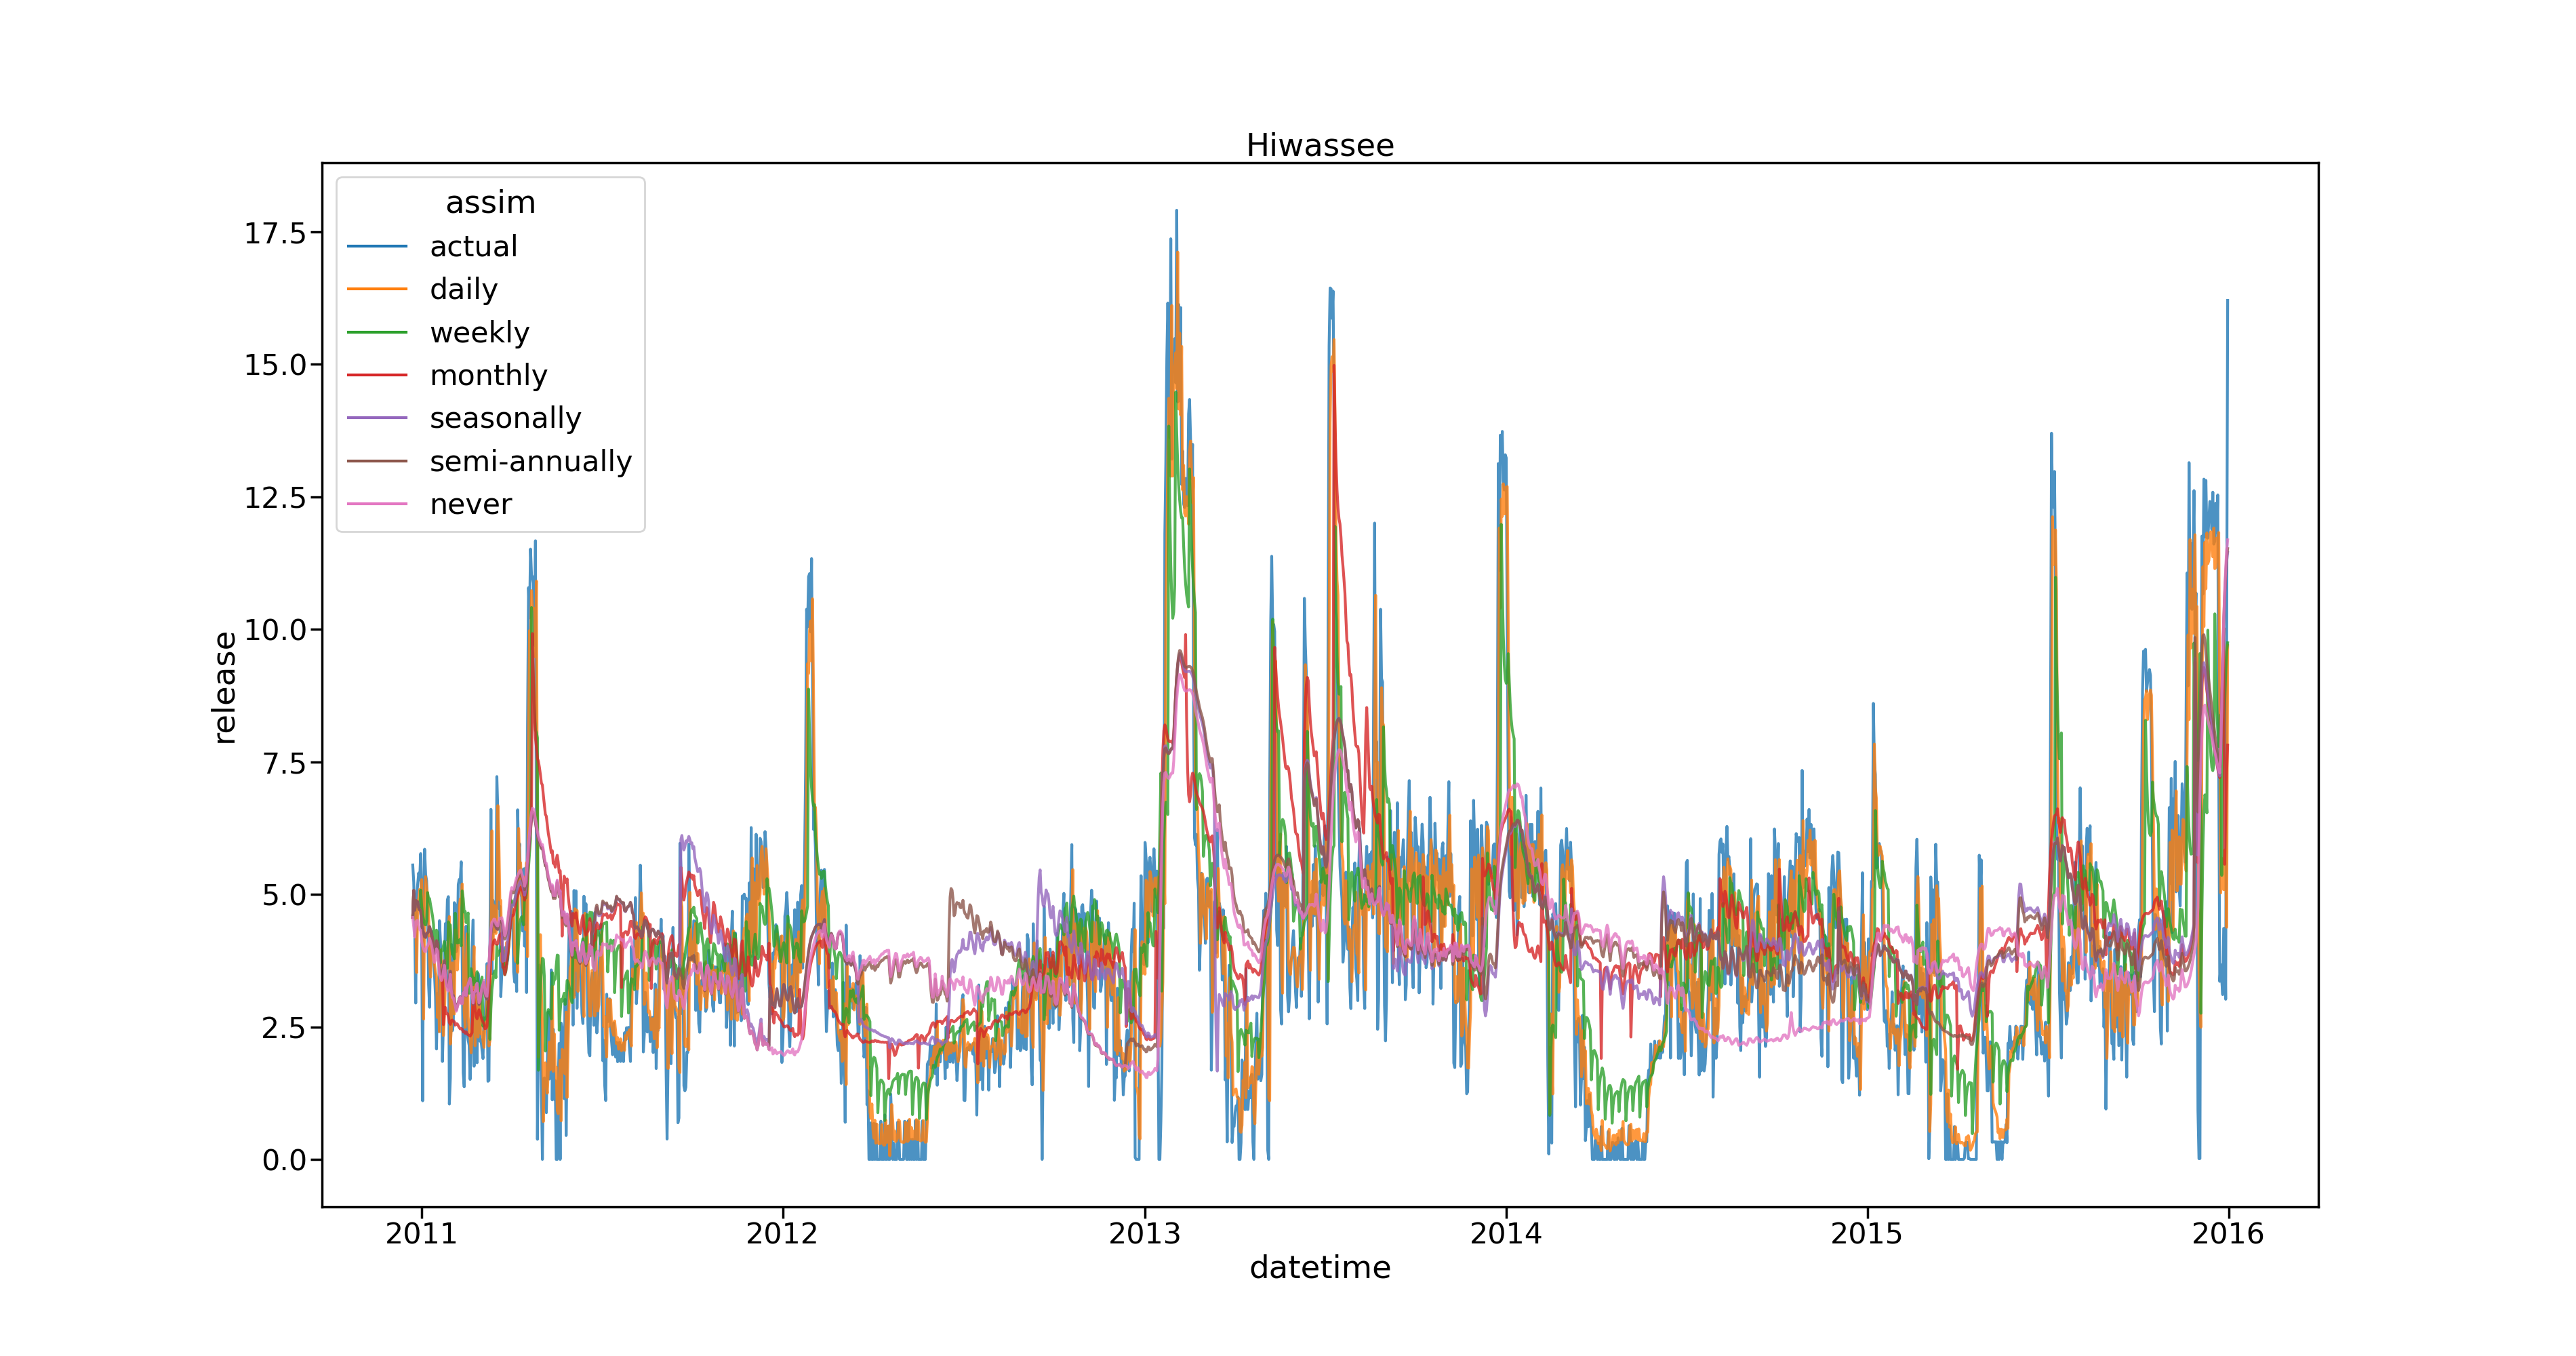 Hiwassee
assim
actual
daily
weekly
monthly
seasonally
semi-annually
never
release
17.5
15.0
12.5
10.0
7.5
5.0
2.5
0.0
2011
2012
2013
2014
2015
2016
datetime